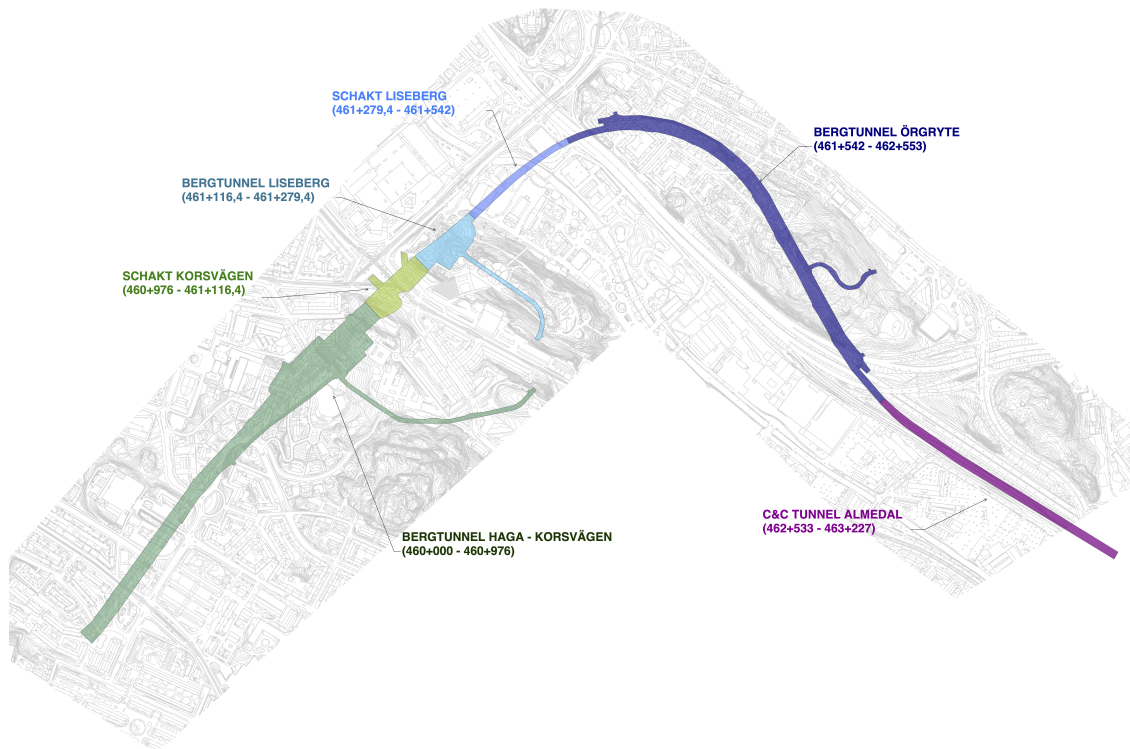 SCHAKT LISEBERG
(461+279,4 - 461+542)
BERGTUNNEL ÖRGRYTE
(461+542 - 462+553)
BERGTUNNEL LISEBERG
(461+116,4 - 461+279,4)
SCHAKT KORSVÄGEN
(460+976 - 461+116,4)
C&C TUNNEL ALMEDAL
(462+533 - 463+227)
BERGTUNNEL HAGA - KORSVÄGEN
(460+000 - 460+976)